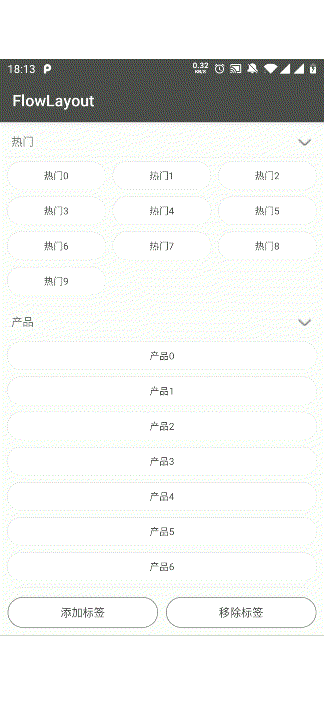 18:13 0.32 KB/S
FlowLayout
热门
热门0 热门1 热门2
热门3 热门4 热门5
热门6 热门7 热门8
热门9
产品
产品0
产品1
产品2
产品3
产品4
产品5
产品6
添加标签 移除标签